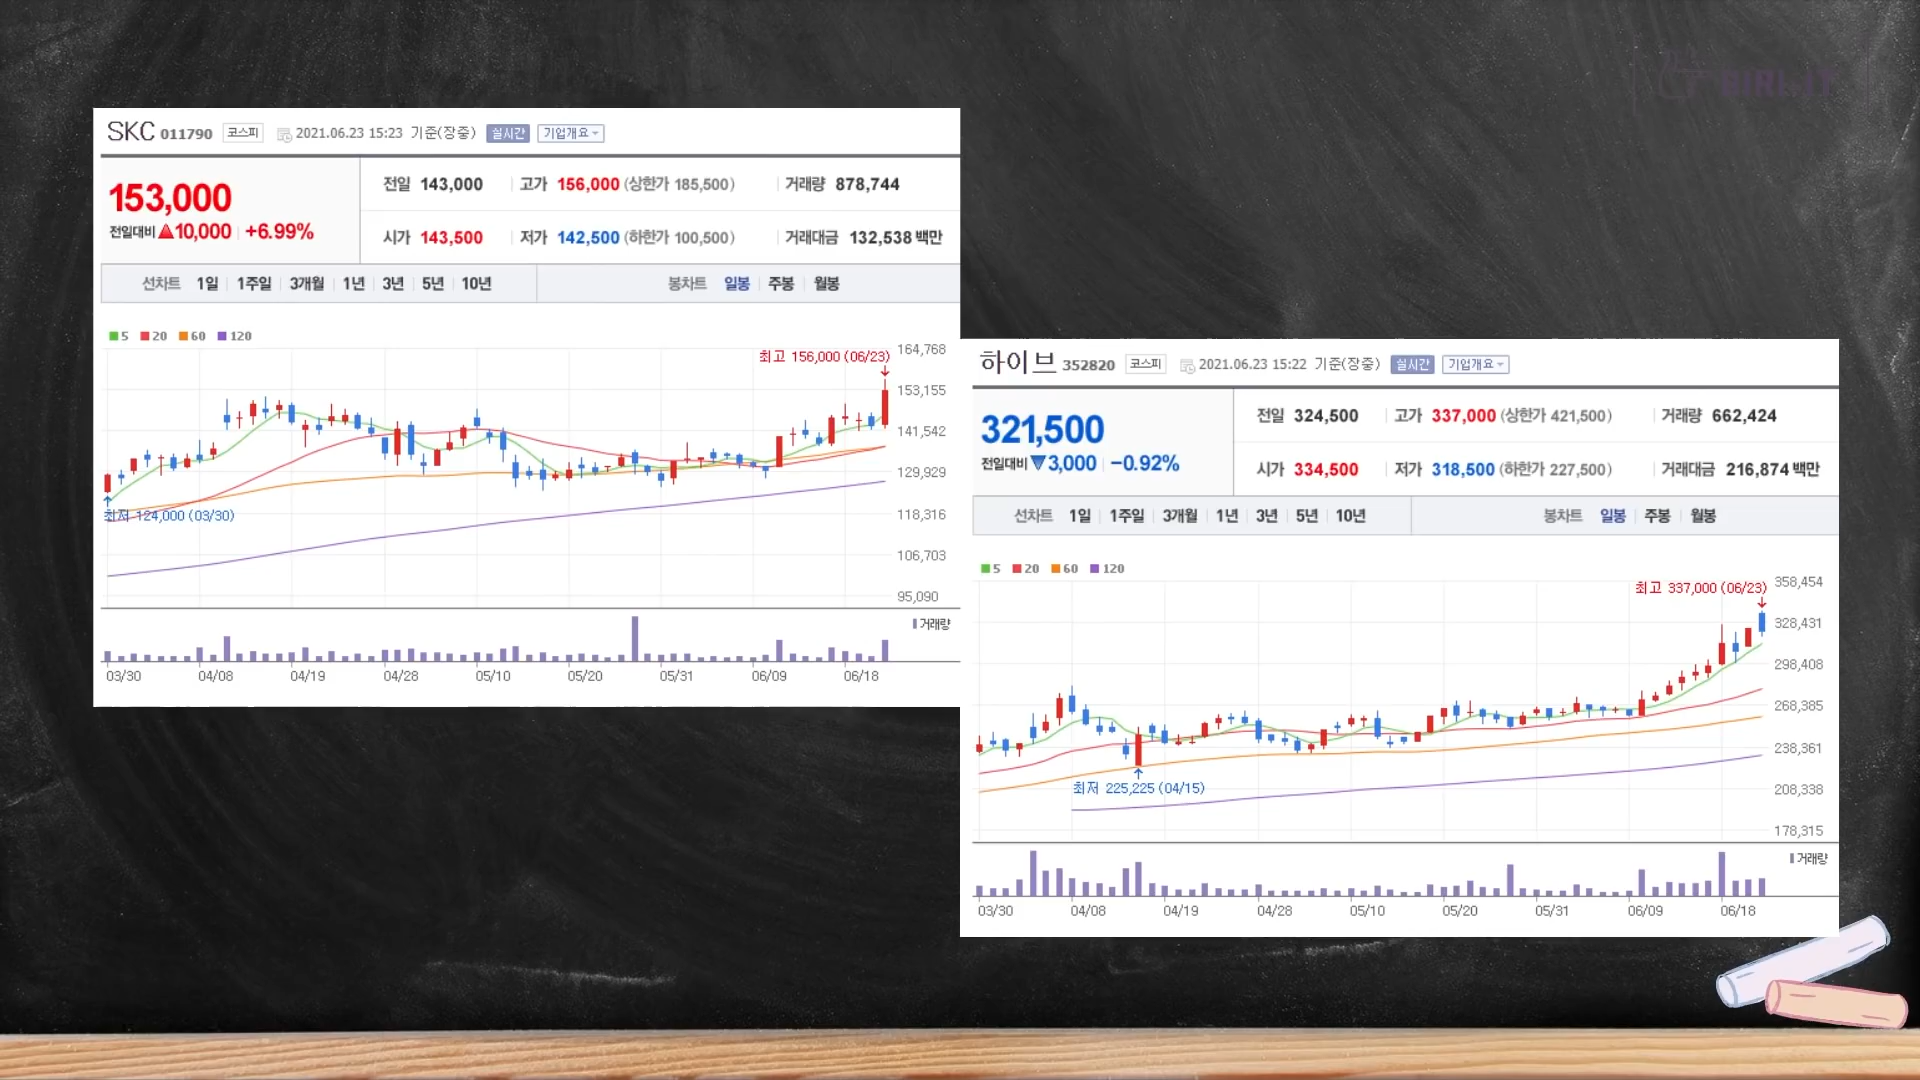 SKC 011790 코스피 2021.06.23 15:23 기준(장중) 실시간 기업개요
153,000
전일대비 ▲10,000 +6.99%
전일 143,000 고가 156,000 (상한가 185,500) 거래량 878,744
시가 143,500 저가 142,500 (하한가 100,500) 거래대금 132,538 백만
선차트 1일 1주일 3개월 1년 3년 5년 10년 봉차트 일봉 주봉 월봉
5 20 60 120
최고 156,000 (06/23)
최저 124,000 (03/30)
164,768
153,155
141,542
129,929
118,316
106,703
95,090
거래량
03/30 04/08 04/19 04/28 05/10 05/20 05/31 06/09 06/18
하이브 352820 코스피 2021.06.23 15:22 기준(장중) 실시간 기업개요
321,500
전일대비 ▼3,000 −0.92%
전일 324,500 고가 337,000 (상한가 421,500) 거래량 662,424
시가 334,500 저가 318,500 (하한가 227,500) 거래대금 216,874 백만
선차트 1일 1주일 3개월 1년 3년 5년 10년 봉차트 일봉 주봉 월봉
5 20 60 120
최고 337,000 (06/23)
최저 225,225 (04/15)
358,454
328,431
298,408
268,385
238,361
208,338
178,315
거래량
03/30 04/08 04/19 04/28 05/10 05/20 05/31 06/09 06/18